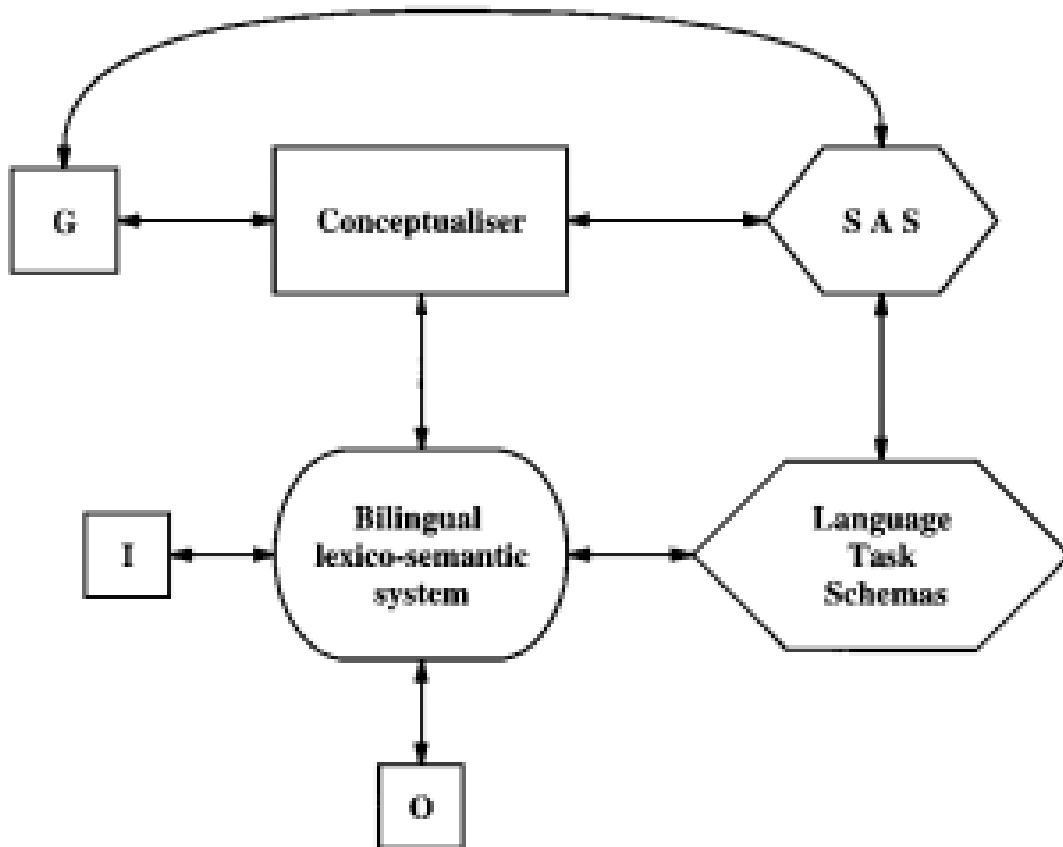 G
Conceptualiser
S A S
I
Bilingual
lexico-semantic
system
Language
Task
Schemas
O